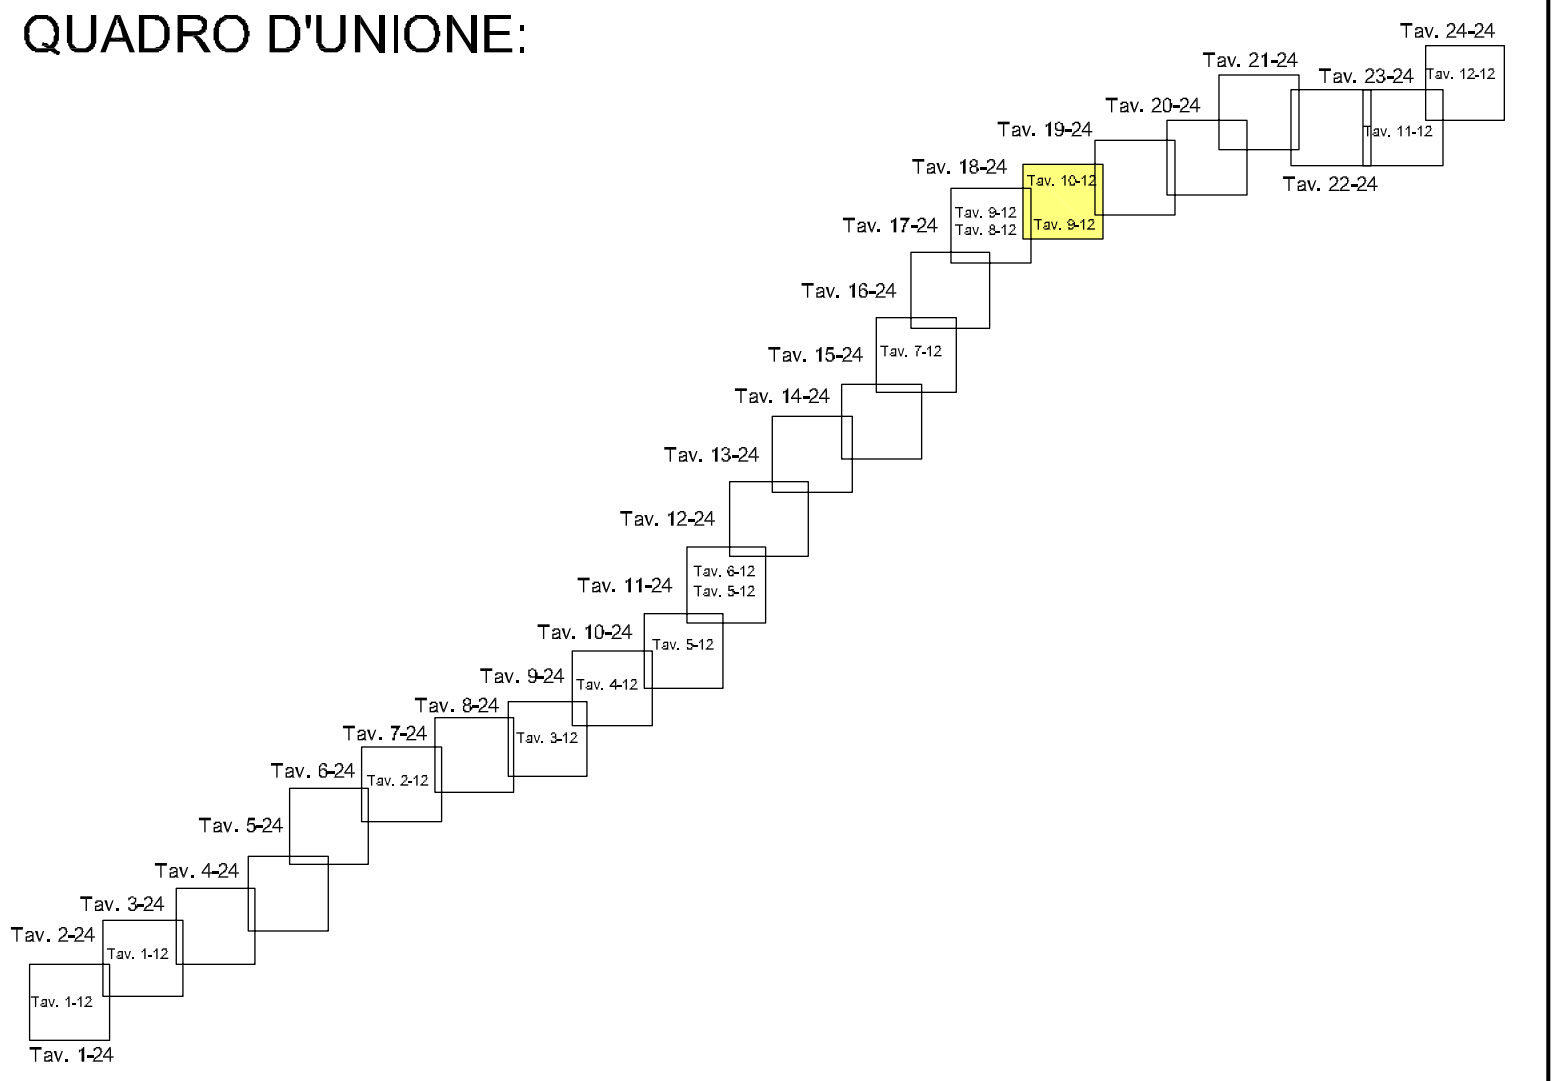 QUADRO D'UNIONE:
Tav. 24-24
Tav. 12-12
Tav. 21-24
Tav. 23-24
Tav. 11-12
Tav. 20-24
Tav. 22-24
Tav. 19-24
Tav. 18-24
Tav. 10-12
Tav. 9-12
Tav. 17-24
Tav. 9-12
Tav. 8-12
Tav. 16-24
Tav. 15-24
Tav. 7-12
Tav. 14-24
Tav. 13-24
Tav. 12-24
Tav. 11-24
Tav. 6-12
Tav. 5-12
Tav. 10-24
Tav. 5-12
Tav. 9-24
Tav. 4-12
Tav. 8-24
Tav. 3-12
Tav. 7-24
Tav. 2-12
Tav. 6-24
Tav. 5-24
Tav. 4-24
Tav. 3-24
Tav. 1-12
Tav. 2-24
Tav. 1-12
Tav. 1-24